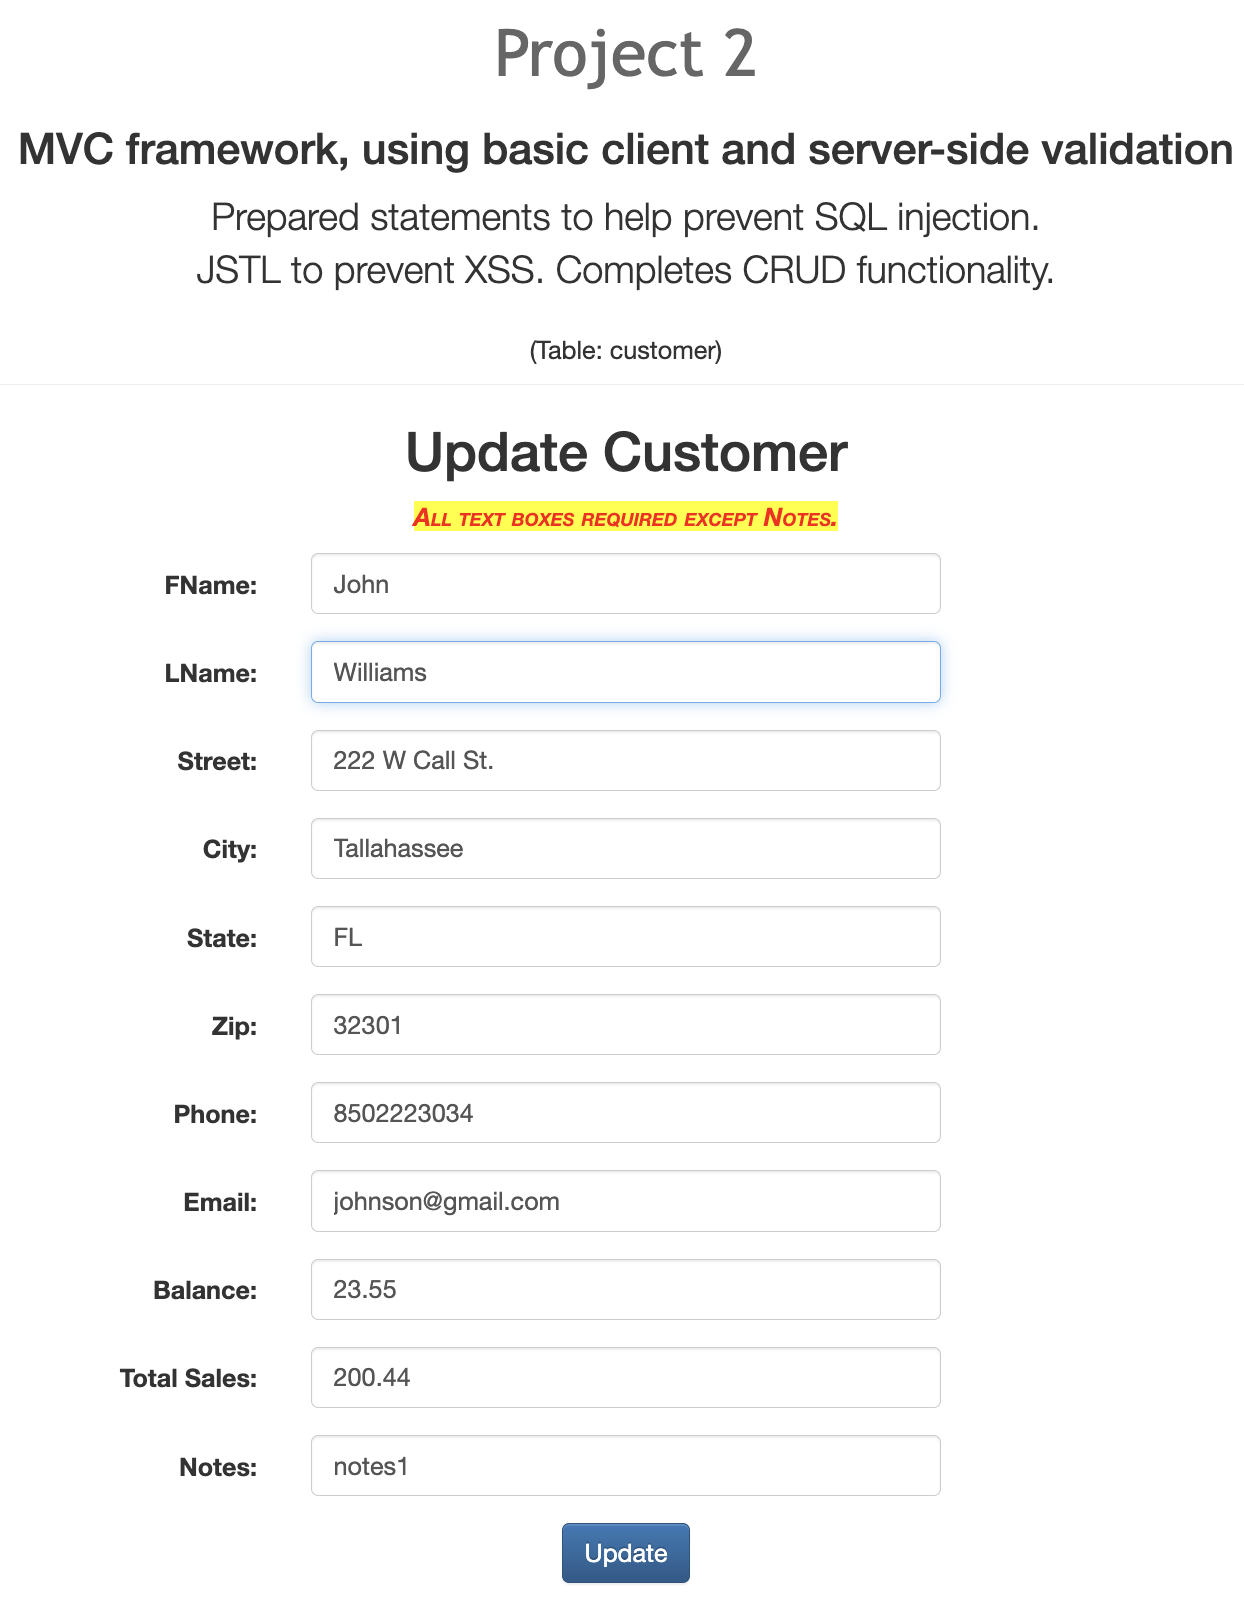 Project 2
MVC framework, using basic client and server-side validation
Prepared statements to help prevent SQL injection.
JSTL to prevent XSS. Completes CRUD functionality.
(Table: customer)
Update Customer
All text boxes required except Notes.
FName: John
LName: Williams
Street: 222 W Call St.
City: Tallahassee
State: FL
Zip: 32301
Phone: 8502223034
Email: johnson@gmail.com
Balance: 23.55
Total Sales: 200.44
Notes: notes1
Update